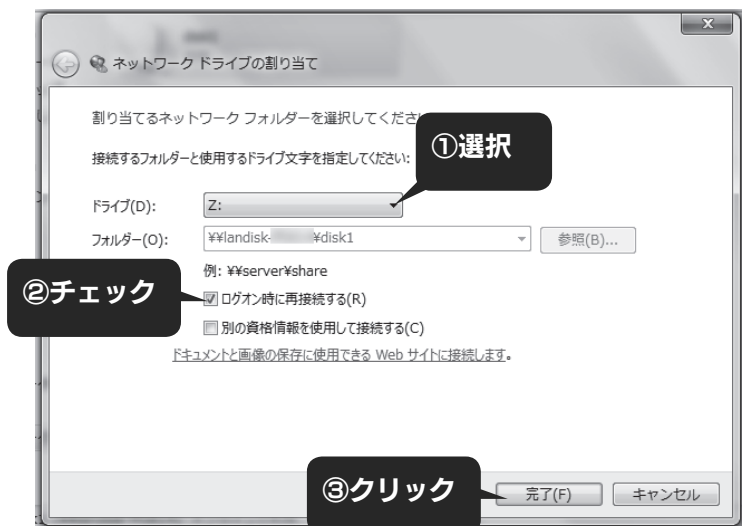 ネットワーク ドライブの割り当て
割り当てるネットワーク フォルダーを選択してくださ
①選択
接続するフォルダーと使用するドライブ文字を指定してください:
ドライブ(D): Z:
フォルダー(O): ¥¥landisk- ¥disk1 参照(B)...
例: ¥¥server¥share
②チェック
ログオン時に再接続する(R)
別の資格情報を使用して接続する(C)
ドキュメントと画像の保存に使用できる Web サイトに接続します。
③クリック
完了(F) キャンセル